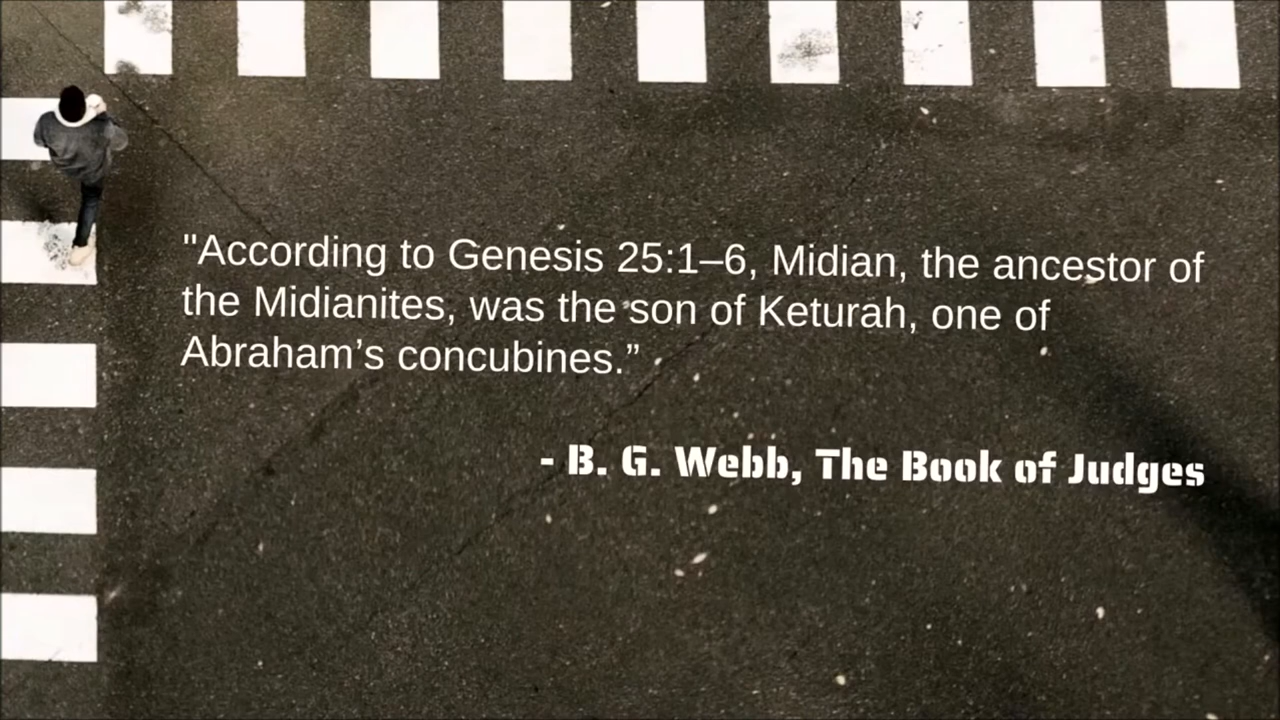 "According to Genesis 25:1–6, Midian, the ancestor of
the Midianites, was the son of Keturah, one of
Abraham’s concubines.”
- B. G. Webb, The Book of Judges